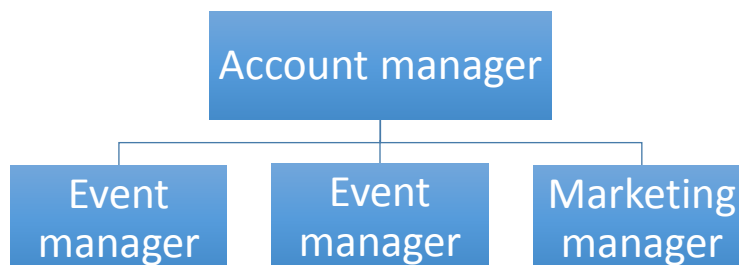 Account manager
Event
manager
Event
manager
Marketing
manager